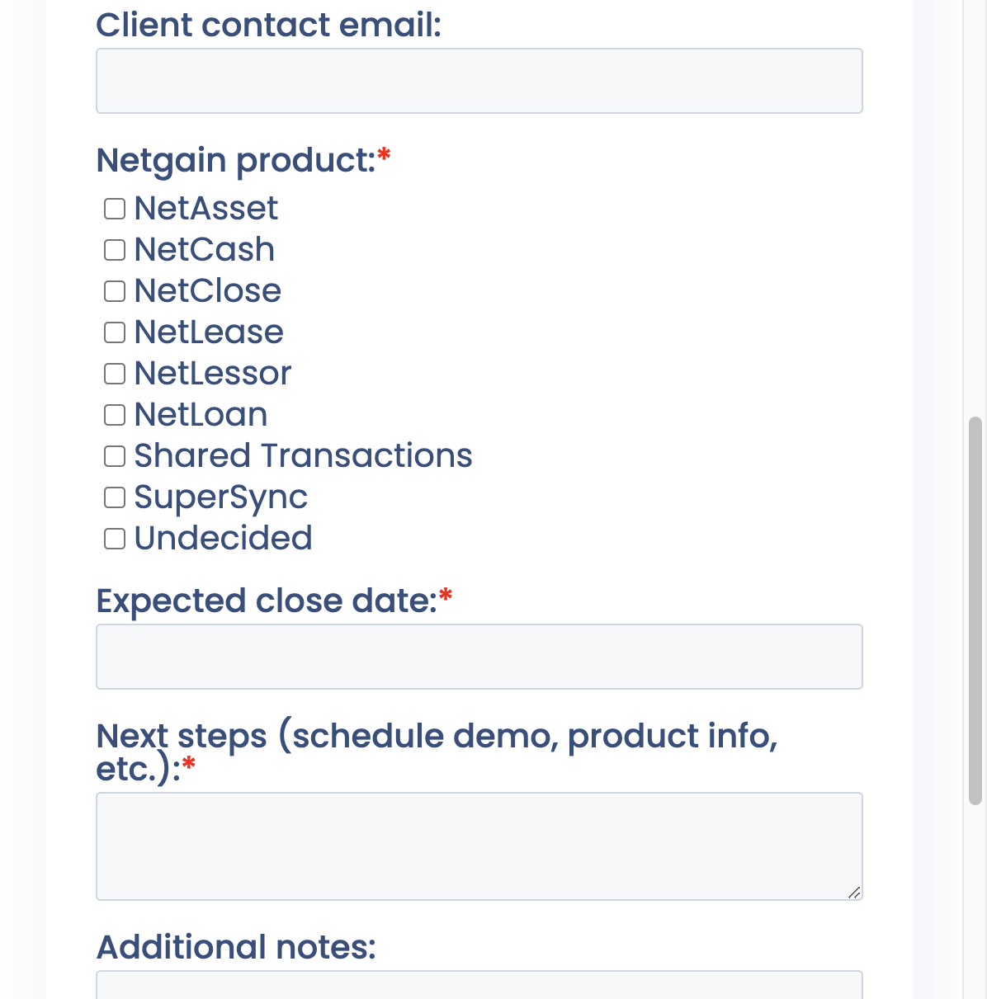 Client contact email:
Netgain product:*
NetAsset
NetCash
NetClose
NetLease
NetLessor
NetLoan
Shared Transactions
SuperSync
Undecided
Expected close date:*
Next steps (schedule demo, product info,
etc.):*
Additional notes: